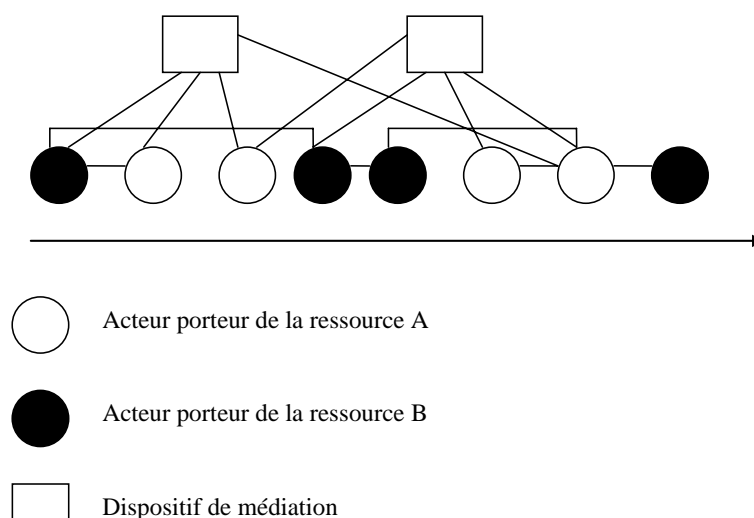 Acteur porteur de la ressource A
Acteur porteur de la ressource B
Dispositif de médiation